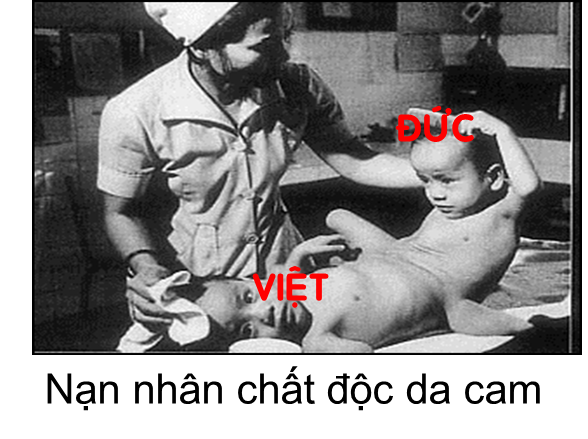 ĐỨC
VIỆT
Nạn nhân chất độc da cam